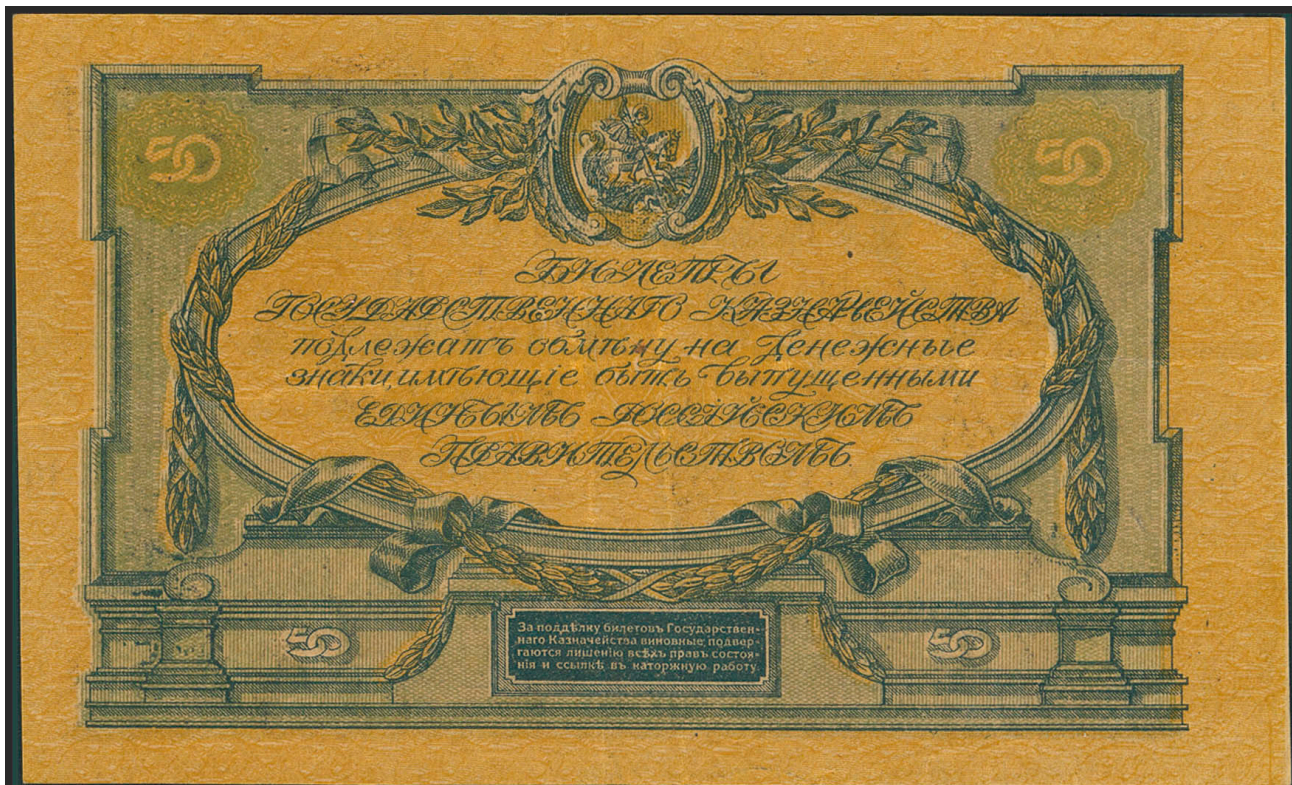 50
50
БИЛЕТЫ
ГОСУДАРСТВЕННАГО КАЗНАЧЕЙСТВА
подлежатъ обмѣну на денежные
знаки, имѣющіе быть выпущенными
ЕДИНЫМЪ РОССІЙСКИМЪ
ПРАВИТЕЛЬСТВОМЪ.
50
50
За поддѣлку билетовъ Государствен-
наго Казначейства виновные подвер-
гаются лишенію всѣхъ правъ состоя-
нія и ссылкѣ въ каторжную работу.